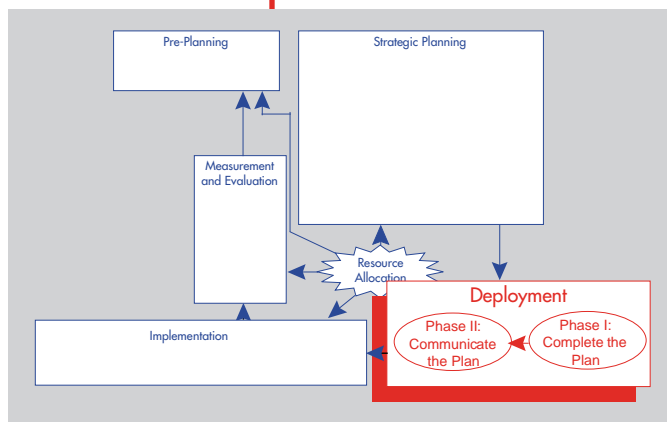 Pre-Planning
Strategic Planning
Measurement
and Evaluation
Resource
Allocation
Deployment
Phase II:
Communicate
the Plan
Phase I:
Complete the
Plan
Implementation